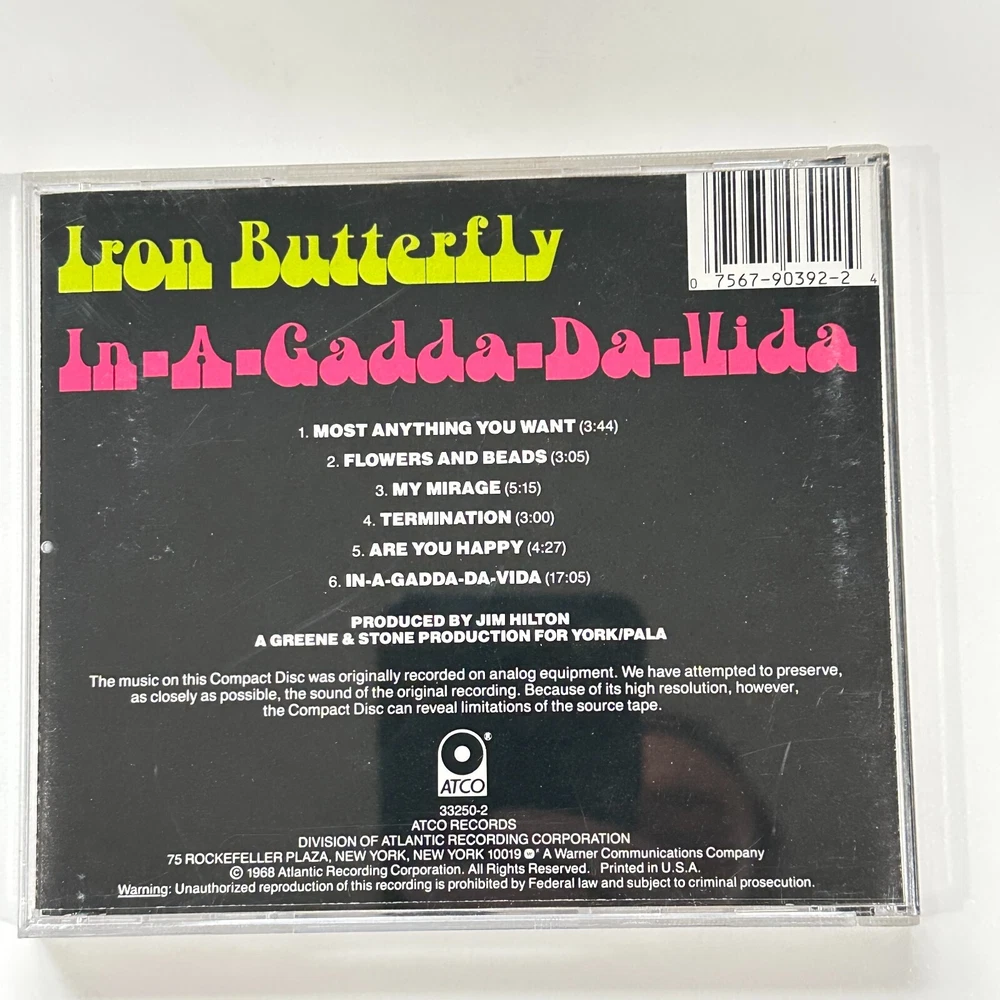 Iron Butterfly
0 7567-90392-2 4
In-A-Gadda-Da-Vida
1. MOST ANYTHING YOU WANT (3:44)
2. FLOWERS AND BEADS (3:05)
3. MY MIRAGE (5:15)
4. TERMINATION (3:00)
5. ARE YOU HAPPY (4:27)
6. IN-A-GADDA-DA-VIDA (17:05)
PRODUCED BY JIM HILTON
A GREENE & STONE PRODUCTION FOR YORK/PALA
The music on this Compact Disc was originally recorded on analog equipment. We have attempted to preserve,
as closely as possible, the sound of the original recording. Because of its high resolution, however,
the Compact Disc can reveal limitations of the source tape.
®
ATCO
33250-2
ATCO RECORDS
DIVISION OF ATLANTIC RECORDING CORPORATION
75 ROCKEFELLER PLAZA, NEW YORK, NEW YORK 10019 A Warner Communications Company
© 1968 Atlantic Recording Corporation. All Rights Reserved. Printed in U.S.A.
Warning: Unauthorized reproduction of this recording is prohibited by Federal law and subject to criminal prosecution.